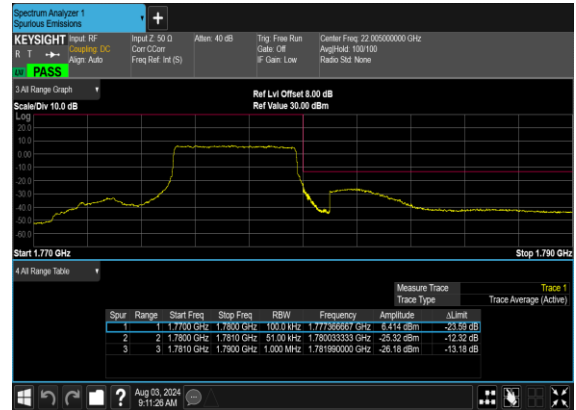 Spectrum Analyzer 1
Spurious Emissions
KEYSIGHT Input: RF Input Z: 50 Ω Atten: 40 dB Trig: Free Run Center Freq: 22.005000000 GHz
R T Coupling: DC Corr CCorr Gate: Off Avg|Hold: 100/100
Align: Auto Freq Ref: Int (S) IF Gain: Low Radio Std: None
PASS
3 All Range Graph
Ref Lvl Offset 8.00 dB
Scale/Div 10.0 dB Ref Value 30.00 dBm
Log
20.0
10.0
0.00
-10.0
-20.0
-30.0
-40.0
-50.0
-60.0
Start 1.770 GHz Stop 1.790 GHz
4 All Range Table
Measure Trace Trace 1
Trace Type Trace Average (Active)
Spur Range Start Freq Stop Freq RBW Frequency Amplitude ΔLimit
1 1 1.7700 GHz 1.7800 GHz 100.0 kHz 1.777366667 GHz 6.414 dBm -23.59 dB
2 2 1.7800 GHz 1.7810 GHz 51.00 kHz 1.780033333 GHz -25.32 dBm -12.32 dB
3 3 1.7810 GHz 1.7900 GHz 1.000 MHz 1.781990000 GHz -26.18 dBm -13.18 dB
Aug 03, 2024
9:11:26 AM